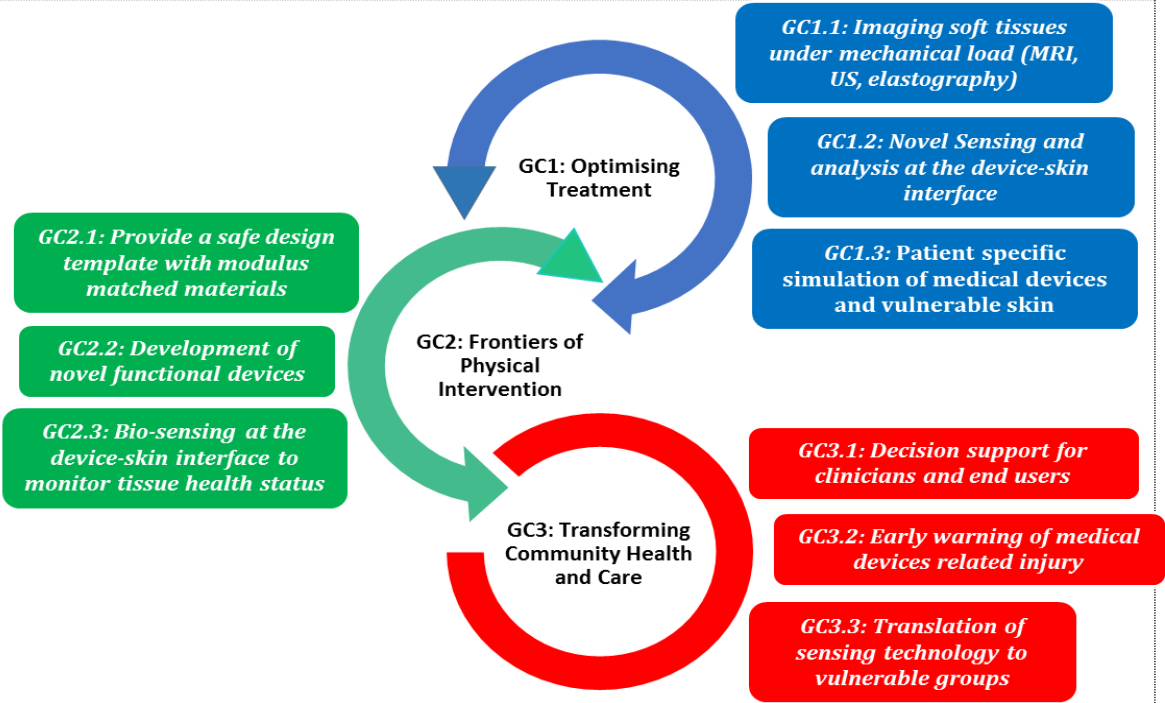 GC1.1: Imaging soft tissues
under mechanical load (MRI,
US, elastography)
GC1: Optimising
Treatment
GC1.2: Novel Sensing and
analysis at the device-skin
interface
GC1.3: Patient specific
simulation of medical devices
and vulnerable skin
GC2.1: Provide a safe design
template with modulus
matched materials
GC2: Frontiers of
Physical
Intervention
GC2.2: Development of
novel functional devices
GC2.3: Bio-sensing at the
device-skin interface to
monitor tissue health status
GC3: Transforming
Community Health
and Care
GC3.1: Decision support for
clinicians and end users
GC3.2: Early warning of medical
devices related injury
GC3.3: Translation of
sensing technology to
vulnerable groups